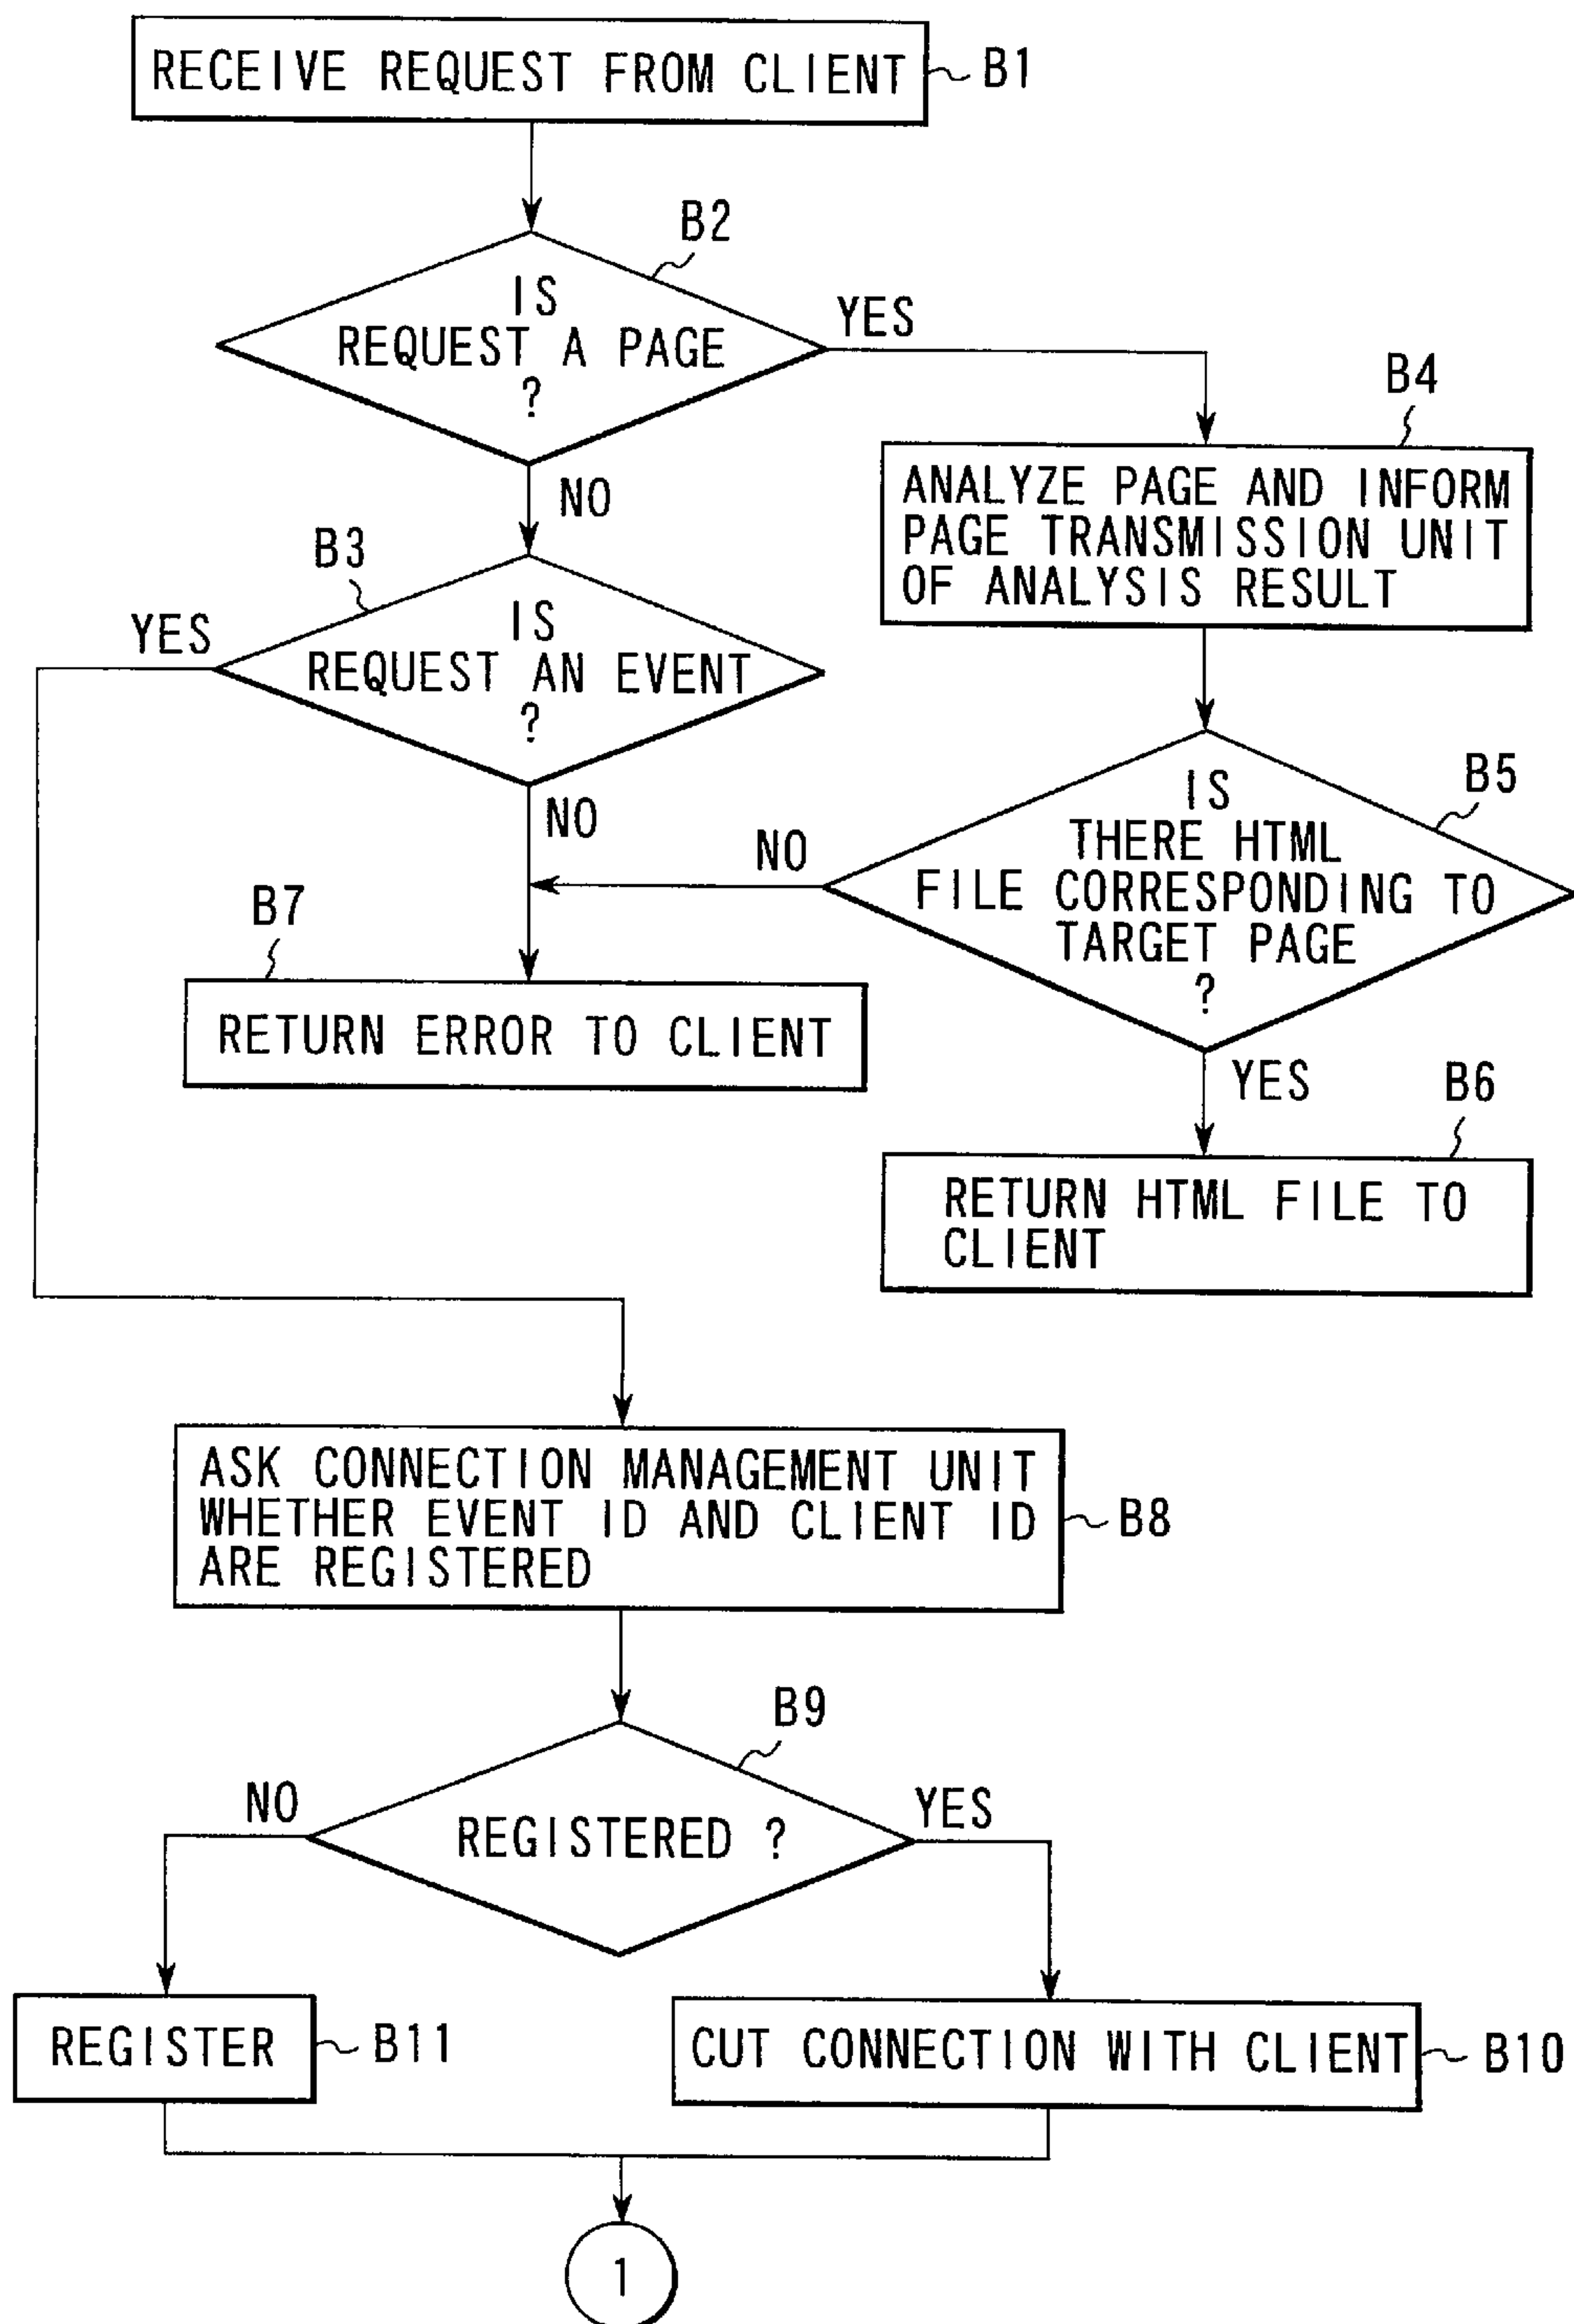 RECEIVE REQUEST FROM CLIENT
B1
B2
IS
REQUEST A PAGE
?
YES
NO
B4
ANALYZE PAGE AND INFORM
PAGE TRANSMISSION UNIT
OF ANALYSIS RESULT
B3
YES
IS
REQUEST AN EVENT
?
NO
B5
IS
THERE HTML
FILE CORRESPONDING TO
TARGET PAGE
?
NO
YES
B7
RETURN ERROR TO CLIENT
B6
RETURN HTML FILE TO
CLIENT
ASK CONNECTION MANAGEMENT UNIT
WHETHER EVENT ID AND CLIENT ID
ARE REGISTERED
B8
B9
NO
REGISTERED ?
YES
REGISTER
B11
CUT CONNECTION WITH CLIENT
B10
1